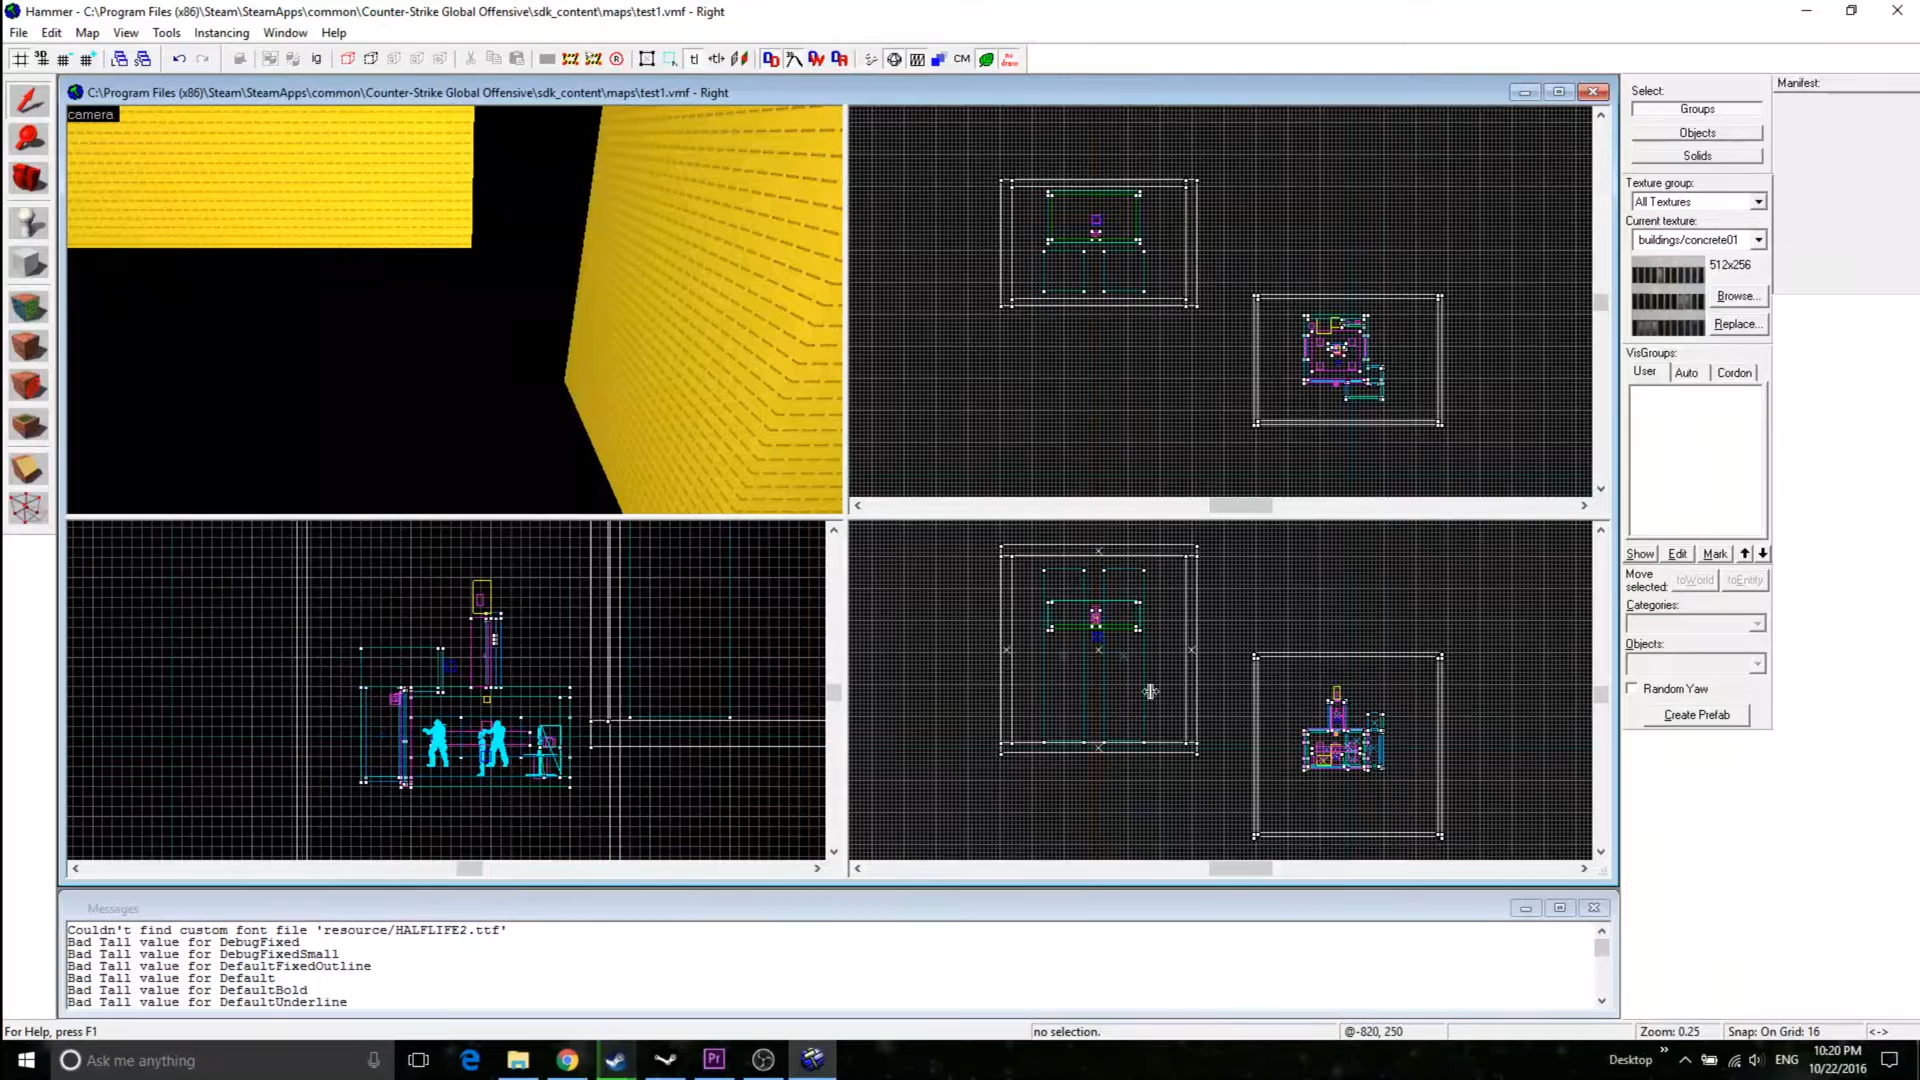 Hammer - C:\Program Files (x86)\Steam\SteamApps\common\Counter-Strike Global Offensive\sdk_content\maps\test1.vmf - Right
File Edit Map View Tools Instancing Window Help
3D
ig
tl
CM
no draw
C:\Program Files (x86)\Steam\SteamApps\common\Counter-Strike Global Offensive\sdk_content\maps\test1.vmf - Right
camera
Select:
Groups
Objects
Solids
Texture group:
All Textures
Current texture:
buildings/concrete01
512x256
Browse...
Replace...
VisGroups:
User Auto Cordon
Show Edit Mark
Move selected:
toWorld toEntity
Categories:
Objects:
Random Yaw
Create Prefab
Manifest:
Messages
Couldn't find custom font file 'resource/HALFLIFE2.ttf'
Bad Tall value for DebugFixed
Bad Tall value for DebugFixedSmall
Bad Tall value for DefaultFixedOutline
Bad Tall value for Default
Bad Tall value for DefaultBold
Bad Tall value for DefaultUnderline
For Help, press F1
no selection.
@-820, 250
Zoom: 0.25
Snap: On Grid: 16
<->
Ask me anything
Pr
Desktop
ENG
10:20 PM
10/22/2016